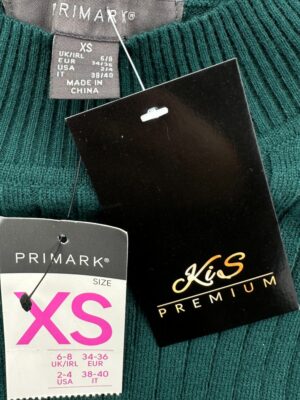 PRIMARK®
XS
UK/IRL 6/8
EUR 34/36
USA 2/4
IT 38/40
MADE IN
CHINA
KiS
PREMIUM
PRIMARK®
SIZE
XS
6-8 34-36
UK/IRL EUR
2-4 38-40
USA IT